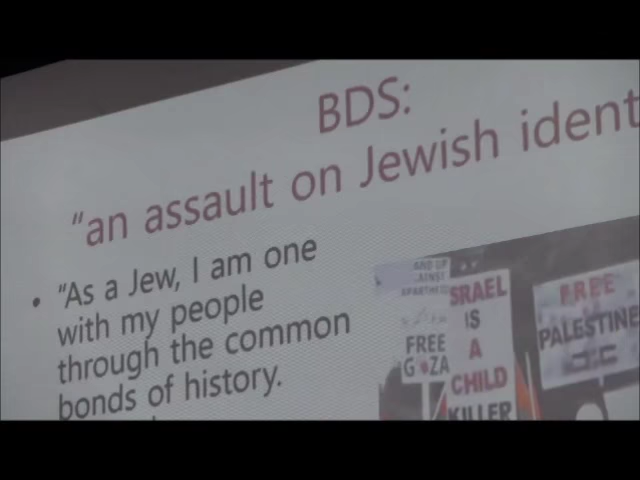 BDS:
"an assault on Jewish ident
• "As a Jew, I am one
with my people
through the common
bonds of history.
FREE
GAZA
ISRAEL
IS
A
CHILD
KILLER
FREE
PALESTINE